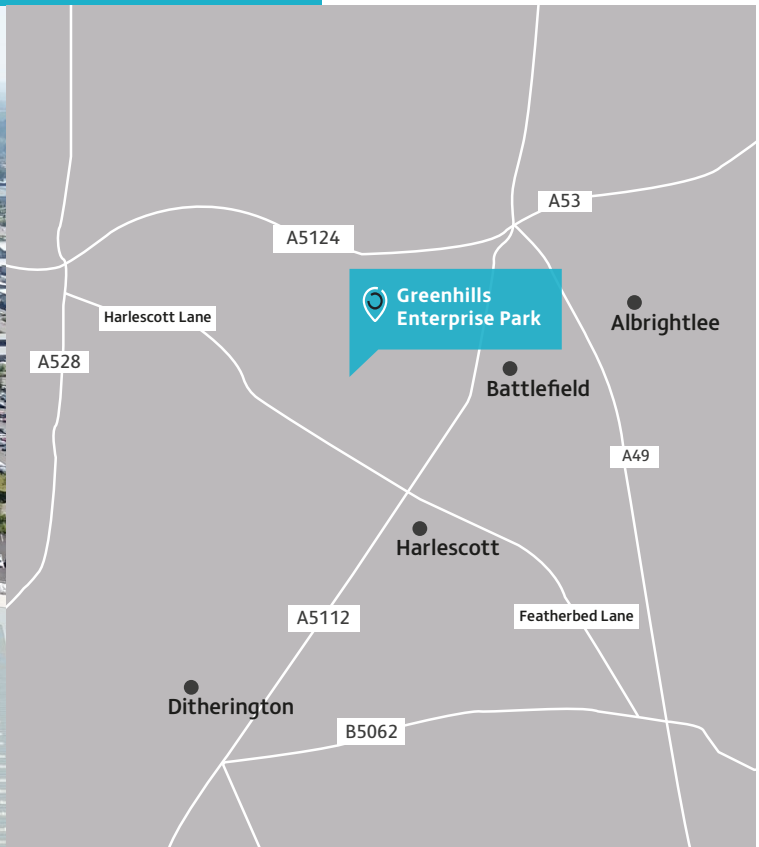 A53
A5124
Greenhills
Enterprise Park
Harlescott Lane
Albrightlee
A528
Battlefield
A49
Harlescott
A5112
Featherbed Lane
Ditherington
B5062